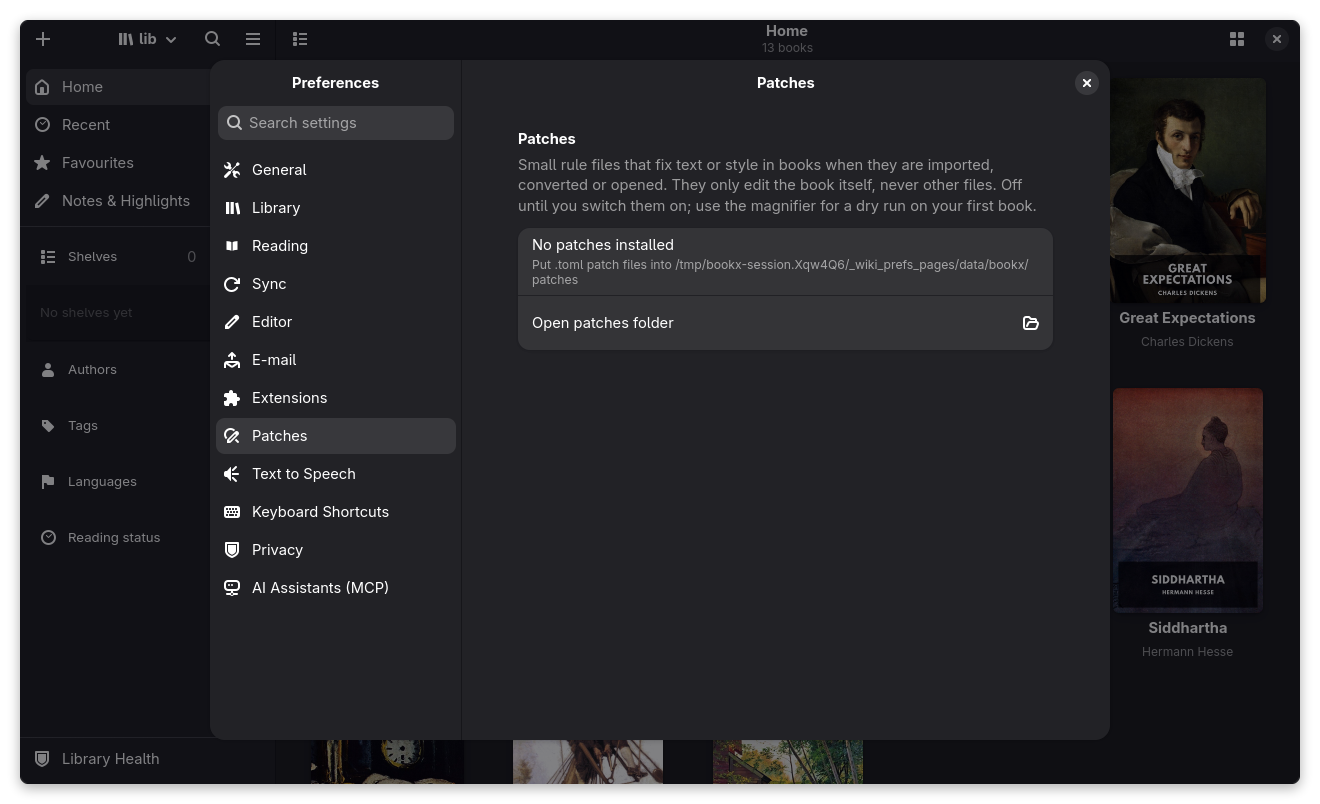 lib
Home
13 books
Home
Recent
Favourites
Notes & Highlights
Shelves
0
No shelves yet
Authors
Tags
Languages
Reading status
Library Health
Preferences
Search settings
General
Library
Reading
Sync
Editor
E-mail
Extensions
Patches
Text to Speech
Keyboard Shortcuts
Privacy
AI Assistants (MCP)
Patches
Patches
Small rule files that fix text or style in books when they are imported,
converted or opened. They only edit the book itself, never other files. Off
until you switch them on; use the magnifier for a dry run on your first book.
No patches installed
Put .toml patch files into /tmp/bookx-session.Xqw4Q6/_wiki_prefs_pages/data/bookx/
patches
Open patches folder
GREAT
EXPECTATIONS
CHARLES DICKENS
Great Expectations
Charles Dickens
SIDDHARTHA
HERMANN HESSE
Siddhartha
Hermann Hesse